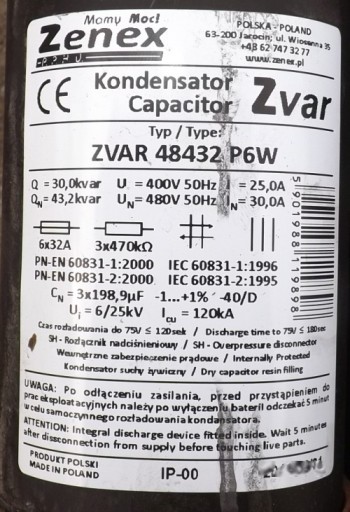 Mamy Moc!
Zenex
POLSKA - POLAND
63-200 Jarocin; ul. Wiosenna 35
+48 62 747 32 77
www.zenex.pl
CE Kondensator Zvar
Capacitor
Typ / Type:
ZVAR 48432 P6W
Q = 30,0kvar U = 400V 50Hz I = 25,0A
QN= 43,2kvar UN= 480V 50Hz IN= 30,0A
6x32A 3x470kΩ
PN-EN 60831-1:2000 IEC 60831-1:1996
PN-EN 60831-2:2000 IEC 60831-2:1995
CN = 3x198,9µF -1...+1% -40/D
Ui = 6/25kV Icu = 120kA
5901988119898
Czas rozładowania do 75V ≤ 120sek / Discharge time to 75V ≤ 180sec
SH - Rozłącznik nadciśnieniowy / SH - Overpressure disconnector
Wewnętrzne zabezpieczenie prądowe / Internally Protected
Kondensator suchy żywiczny / Dry capacitor resin filling
UWAGA: Po odłączeniu zasilania, przed przystąpieniem do
prac eksploatacyjnych należy po wyłączeniu baterii odczekać 5 minut
w celu samoczynnego rozładowania kondensatora.
ATTENTION: Integral discharge device fitted inside. Wait 5 minutes
after dissconnection from supply before touching live parts.
PRODUKT POLSKI
MADE IN POLAND
IP-00